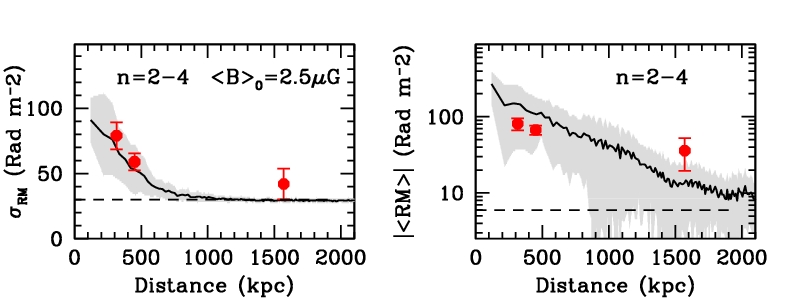 n=2−4 <B>₀=2.5μG
σRM (Rad m⁻²)
100
50
0
0 500 1000 1500 2000
Distance (kpc)
n=2−4
|<RM>| (Rad m⁻²)
100
10
0 500 1000 1500 2000
Distance (kpc)